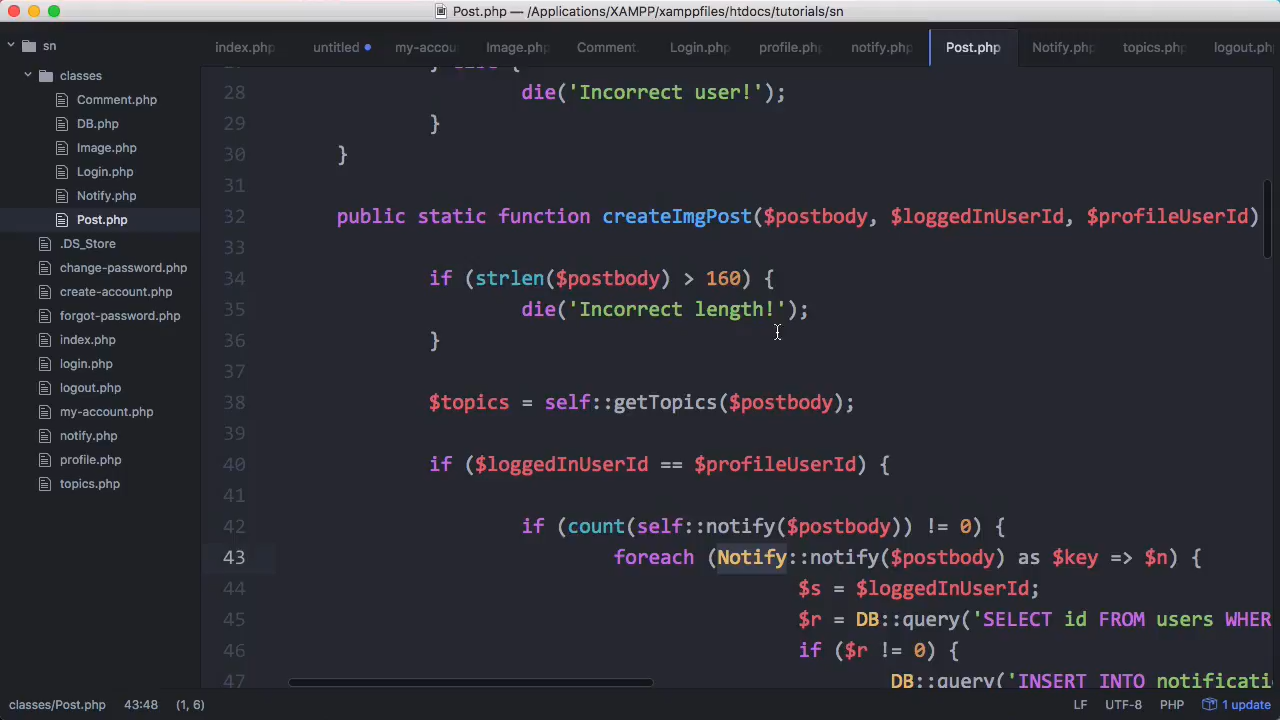 Post.php — /Applications/XAMPP/xamppfiles/htdocs/tutorials/sn
sn
classes
Comment.php
DB.php
Image.php
Login.php
Notify.php
Post.php
.DS_Store
change-password.php
create-account.php
forgot-password.php
index.php
login.php
logout.php
my-account.php
notify.php
profile.php
topics.php
index.php untitled my-accou Image.php Comment. Login.php profile.php notify.php Post.php Notify.php topics.php logout.php
28 die('Incorrect user!');
29 }
30 }
31
32 public static function createImgPost($postbody, $loggedInUserId, $profileUserId)
33
34 if (strlen($postbody) > 160) {
35 die('Incorrect length!');
36 }
37
38 $topics = self::getTopics($postbody);
39
40 if ($loggedInUserId == $profileUserId) {
41
42 if (count(self::notify($postbody)) != 0) {
43 foreach (Notify::notify($postbody) as $key => $n) {
44 $s = $loggedInUserId;
45 $r = DB::query('SELECT id FROM users WHER
46 if ($r != 0) {
47 DB::query('INSERT INTO notificati
classes/Post.php 43:48 (1, 6) LF UTF-8 PHP 1 update